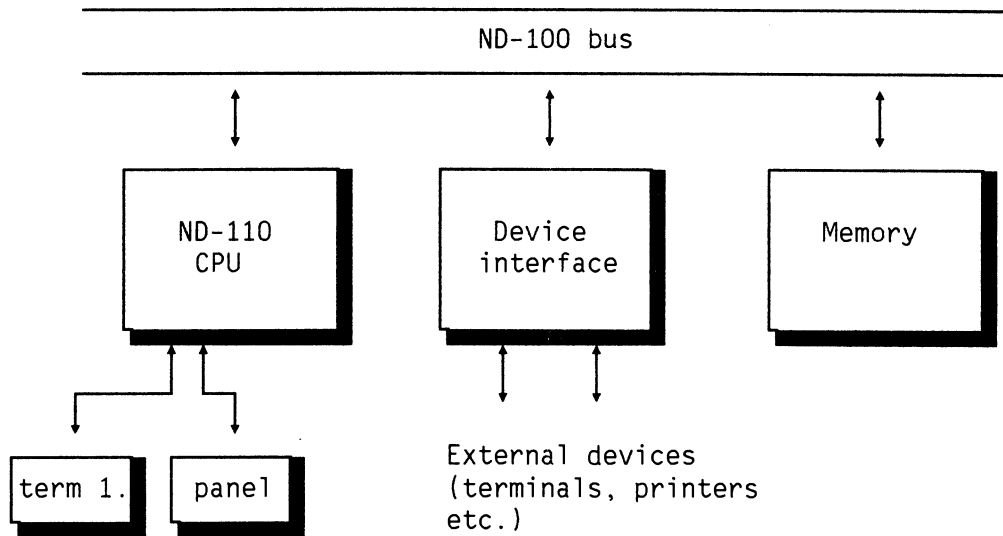 ND-100 bus
ND-110
CPU
Device
interface
Memory
term 1.
panel
External devices
(terminals, printers
etc.)